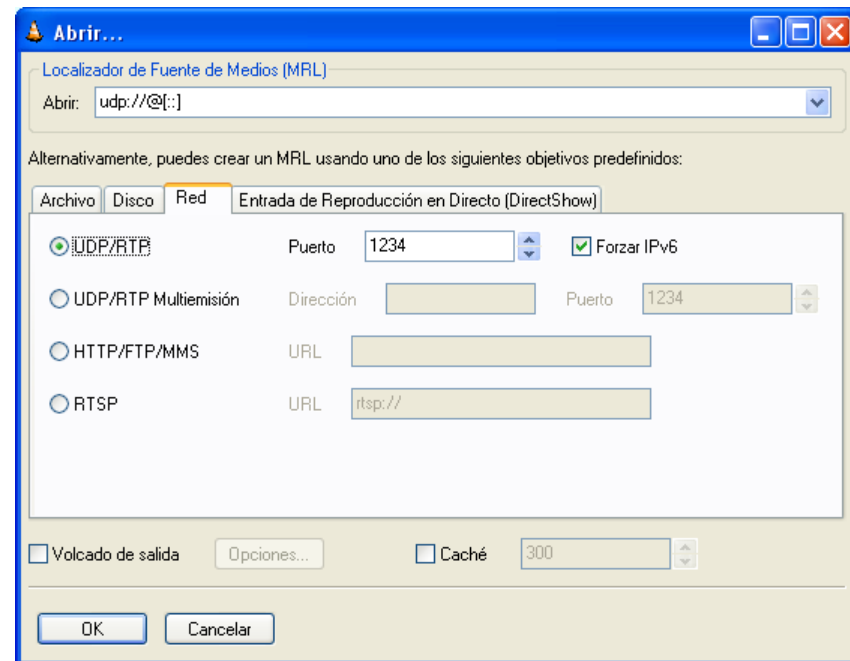 Abrir...
Localizador de Fuente de Medios (MRL)
Abrir: udp://@[::]
Alternativamente, puedes crear un MRL usando uno de los siguientes objetivos predefinidos:
Archivo Disco Red Entrada de Reproducción en Directo (DirectShow)
UDP/RTP Puerto 1234 Forzar IPv6
UDP/RTP Multiemisión Dirección Puerto 1234
HTTP/FTP/MMS URL
RTSP URL rtsp://
Volcado de salida Opciones... Caché 300
OK Cancelar